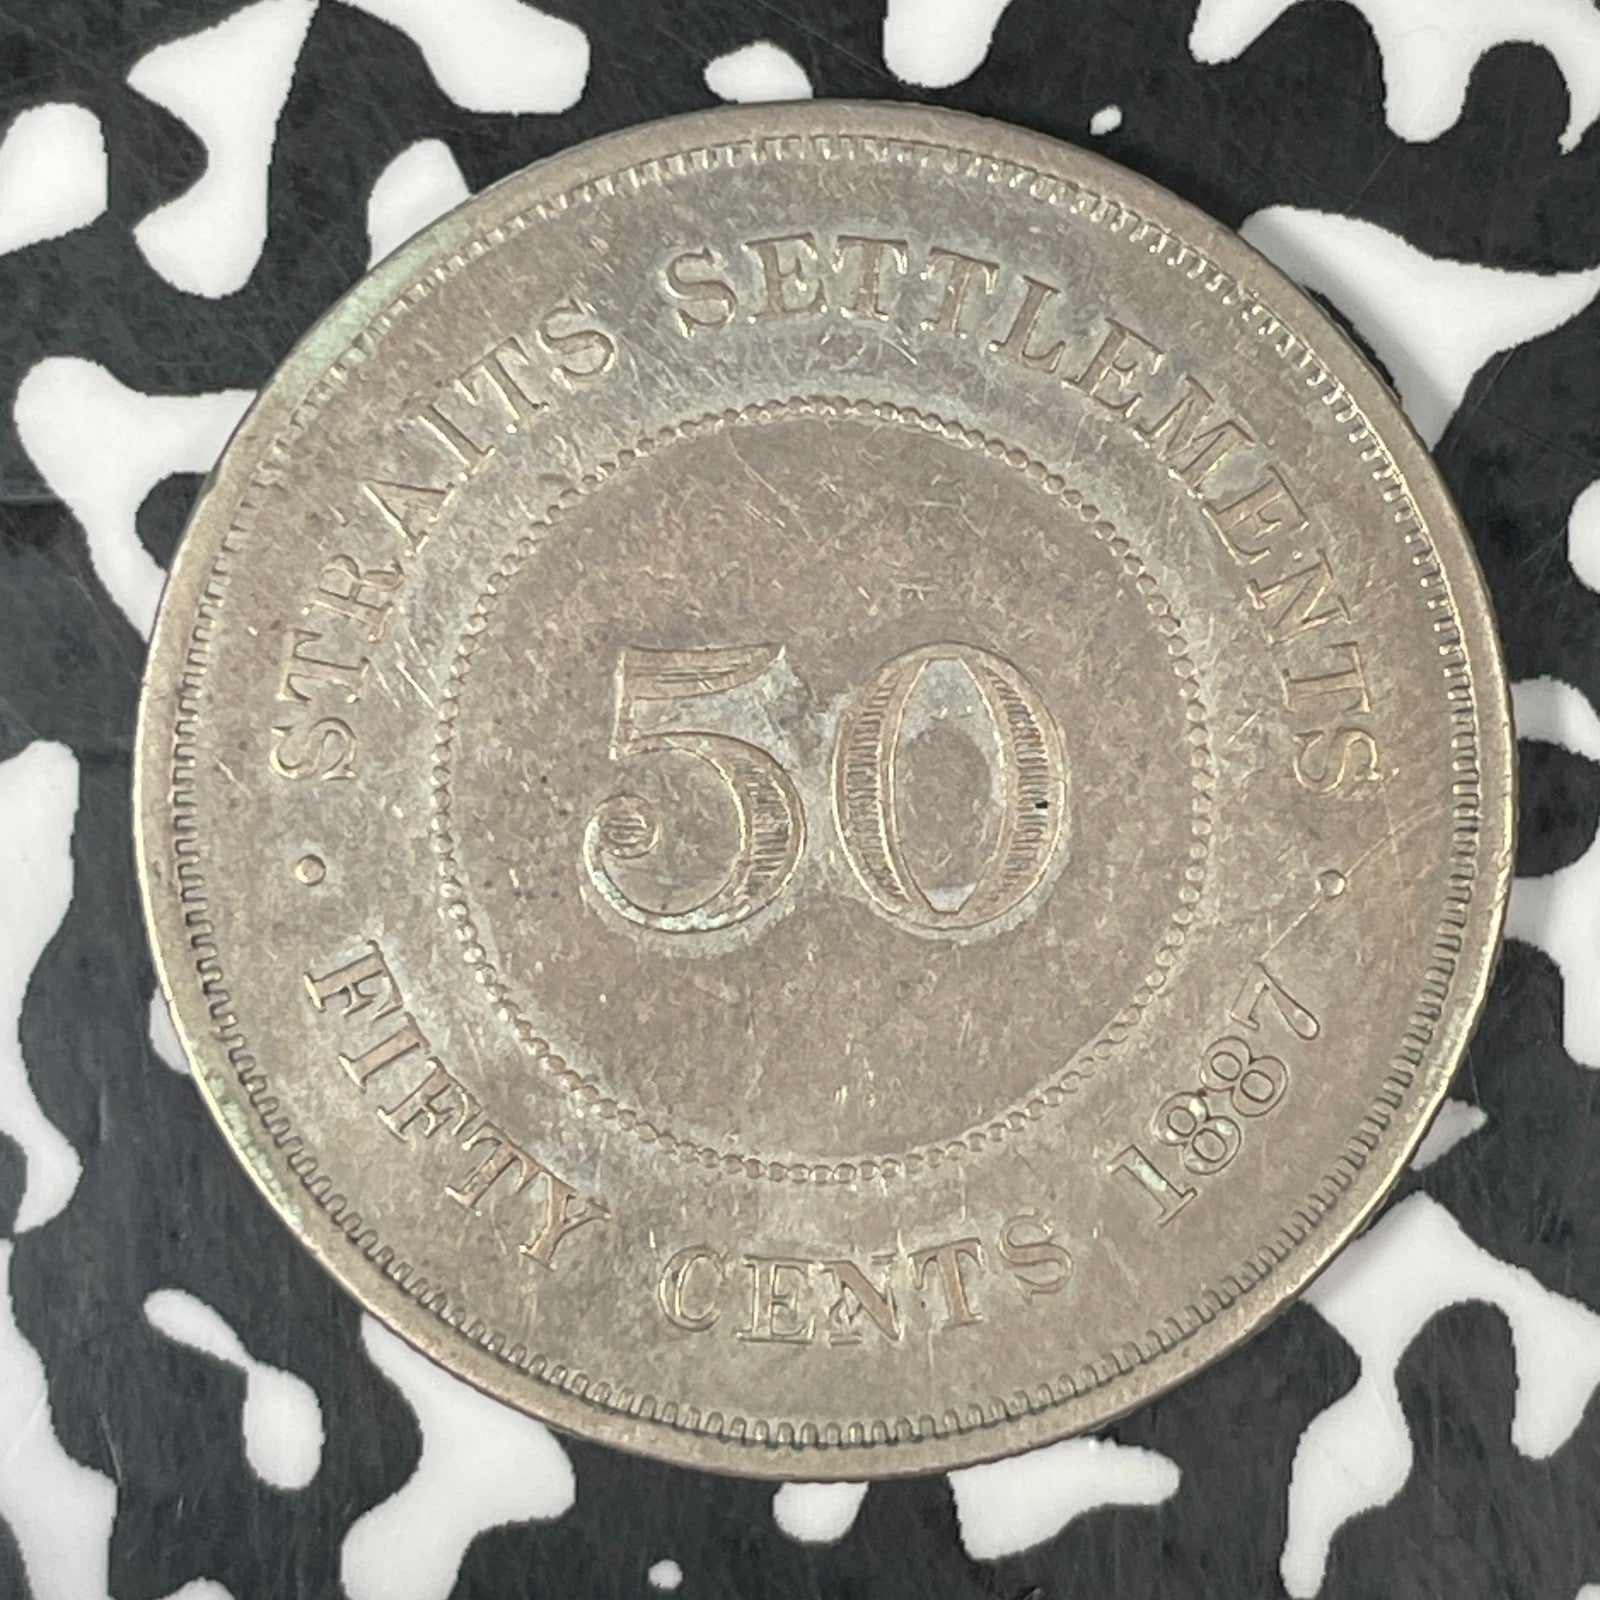 · STRAITS SETTLEMENTS ·
50
FIFTY CENTS 1887